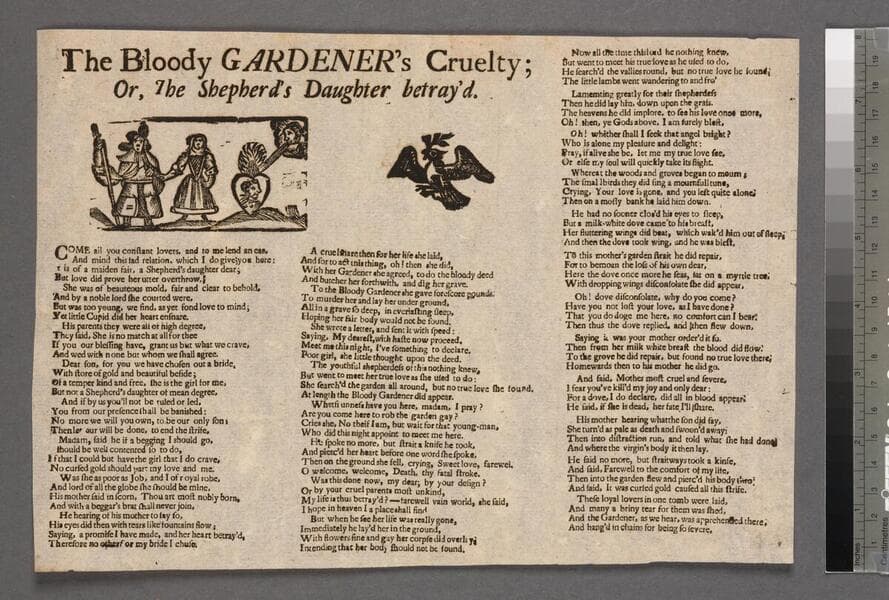 The Bloody GARDENER's Cruelty;
Or, The Shepherd's Daughter betray'd.
COME all you constant lovers, and to me lend an ear,
And mind this sad relation, which I do give you here:
It is of a maiden fair, a Shepherd's daughter dear;
But love did prove her utter overthrow.
She was of beauteous mold, fair and clear to behold,
And by a noble lord she courted were,
But was too young, we find, as yet fond love to mind;
Yet little Cupid did her heart ensnare.
His parents they were all of high degree,
They said, She is no match at all for thee
If you our blessing have, grant us but what we crave,
And wed with none but whom we shall agree.
Dear son, for you we have chosen out a bride,
With store of gold and beautiful beside;
Of a temper kind and free, she is the girl for me,
But not a Shepherd's daughter of mean degree,
And if by us you'll not be ruled or led,
You from our presence shall be banished:
No more we will you own, to be our only son;
Then let our will be done, to end the strife.
Madam, said he if a begging I should go,
should be well contented so to do,
If that I could but have the girl that I do crave,
No cursed gold should part my love and me.
Was she as poor as Job, and I of royal robe,
And lord of all the globe she should be mine.
His mother said in scorn, Thou art most nobly born,
And with a beggar's brat shall never join.
He hearing of his mother to say so,
His eyes did then with tears like fountains flow;
Saying, a promise I have made, and her heart betray'd,
Therefore no other for my bride I chuse.
A cruel snare then for her life she laid,
And for to act this thing, oh! then she did,
With her Gardener she agreed, to do the bloody deed
And butcher her forthwith, and dig her grave.
To the Bloody Gardener she gave forescore pounds.
To murder her and lay her under ground,
All in a grave so deep, in everlasting sleep,
Hoping her fair body would not be found.
She wrote a letter, and sent it with speed:
Saying, My dearest, with haste now proceed,
Meet me this night, I've something to declare,
Poor girl, she little thought upon the deed.
The youthful shepherdess of this nothing knew,
But went to meet her true love as she used to do:
She search'd the garden all around, but no true love she found.
At length the Bloody Gardener did appear.
What business have you here, madam, I pray?
Are you come here to rob the garden gay?
Cries she, No thief I am, but wait for that young-man,
Who did this night appoint to meet me here.
He spoke no more, but strait a knife he took,
And pierc'd her heart before one word she spoke.
Then on the ground she fell, crying, Sweet love, farewel,
O welcome, welcome, Death, thy fatal stroke.
Was this done now, my dear, by your design?
Or by your cruel parents most unkind,
My life is thus betray'd?—farewell vain world, she said,
I hope in heaven I a place shall find
But when he see her life was really gone,
Immediately he lay'd her in the ground,
With flowers fine and gay her corpse did overlay,
Intending that her body should not be found.
Now all the time this lord he nothing knew,
But went to meet his true love as he used to do,
He search'd the vallies round, but no true love he found;
The little lambs went wandering to and fro'
Lamenting greatly for their shepherdess
Then he did lay him, down upon the grass.
The heavens he did implore, to see his love once more,
Oh! then, ye Gods above, I am surely blest,
Oh! whither shall I seek that angel bright?
Who is alone my pleasure and delight:
Pray, if alive she be, let me my true love see,
Or else my soul will quickly take its flight.
Whereat the woods and groves began to mourn;
The smal birds they did sing a mournful tune,
Crying, Your love is gone, and you left quite alone;
Then on a mossy bank he laid him down.
He had no sooner clos'd his eyes to sleep,
But a milk-white dove came to his breast,
Her fluttering wings did beat, which wak'd him out of sleep;
And then the dove took wing, and he was blest,
To this mother's garden strait he did repair,
For to bemoan the loss of his own dear,
Here the dove once more he sees, sat on a myrtle tree,
With dropping wings disconsolate she did appear.
Oh! dove disconsolate, why do you come?
Have you not lost your love, as I have done?
That you do doge me here, no comfort can I bear:
Then thus the dove replied, and then flew down,
Saying it was your mother order'd it so,
Then from her milk white breast the blood did flow:
To the grove he did repair, but found no true love there;
Homewards then to his mother he did go.
And said, Mother most cruel and severe,
I fear you've kill'd my joy and only dear:
For a dove, I do declare, did all in blood appear;
He said, if she is dead, her fate I'll share.
His mother hearing what the son did say,
She turn'd as pale as death and swoon'd away:
Then into distraction run, and told what she had done,
And where the virgin's body it then lay.
He said no more, but straitways took a knife,
And said, Farewell to the comfort of my life,
Then into the garden flew and pierc'd his body thro',
And said, It was cursed gold caused all this strife.
These loyal lovers in one tomb were laid,
And many a briny tear for them was shed,
And the Gardener, as we hear, was apprehended there,
And hang'd in chains for being so severe,